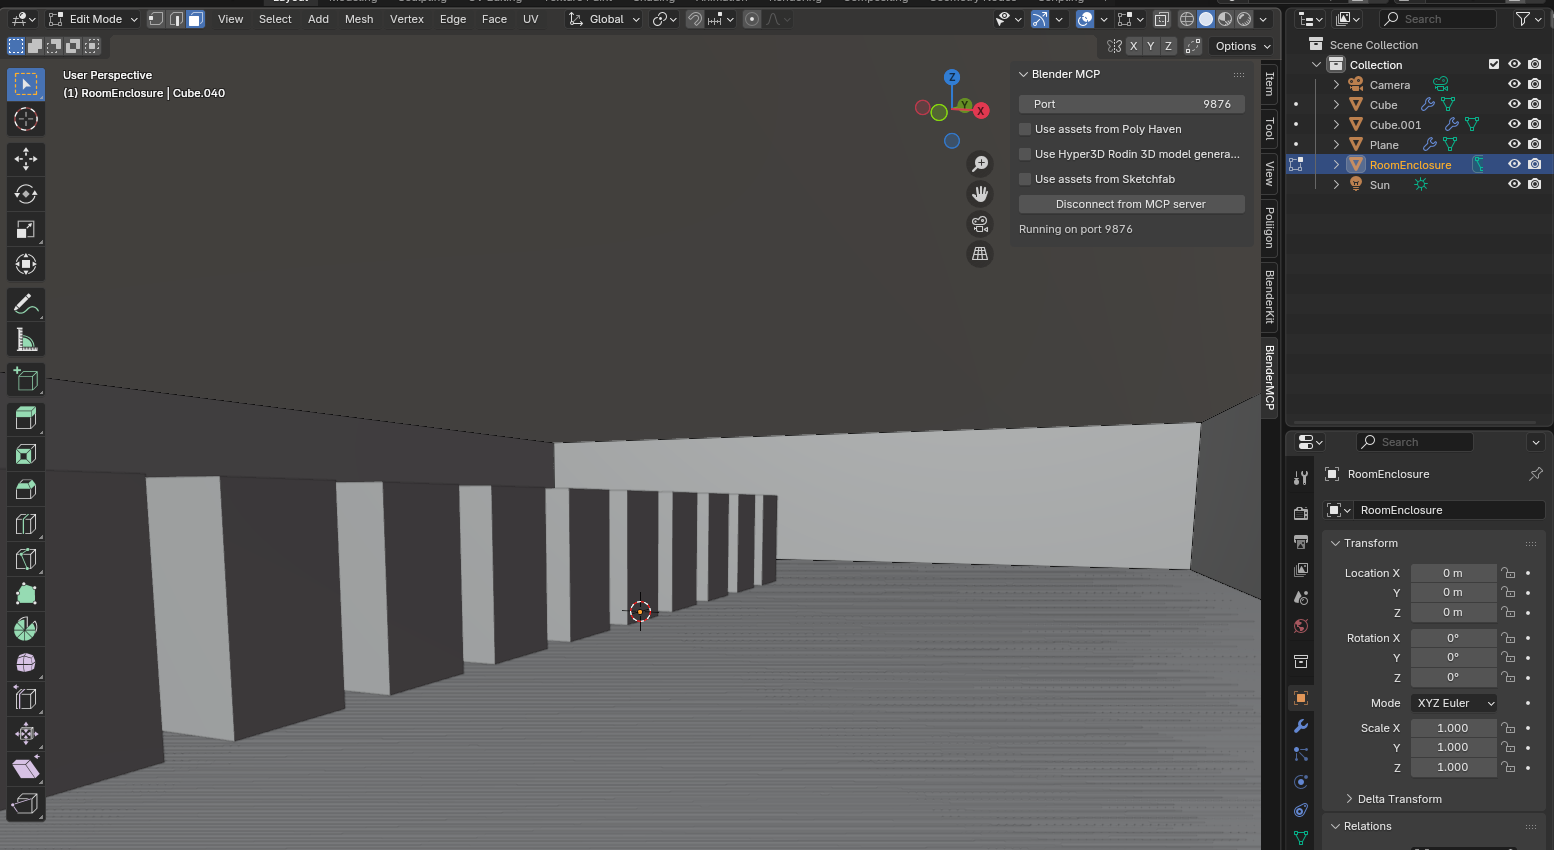 Edit Mode View Select Add Mesh Vertex Edge Face UV Global
X Y Z Options
User Perspective
(1) RoomEnclosure | Cube.040
Z
Y
X
Blender MCP
Port 9876
Use assets from Poly Haven
Use Hyper3D Rodin 3D model genera...
Use assets from Sketchfab
Disconnect from MCP server
Running on port 9876
Item
Tool
View
Poliigon
BlenderKit
BlenderMCP
Search
Scene Collection
Collection
Camera
Cube
Cube.001
Plane
RoomEnclosure
Sun
Search
RoomEnclosure
RoomEnclosure
Transform
Location X 0 m
Y 0 m
Z 0 m
Rotation X 0°
Y 0°
Z 0°
Mode XYZ Euler
Scale X 1.000
Y 1.000
Z 1.000
Delta Transform
Relations